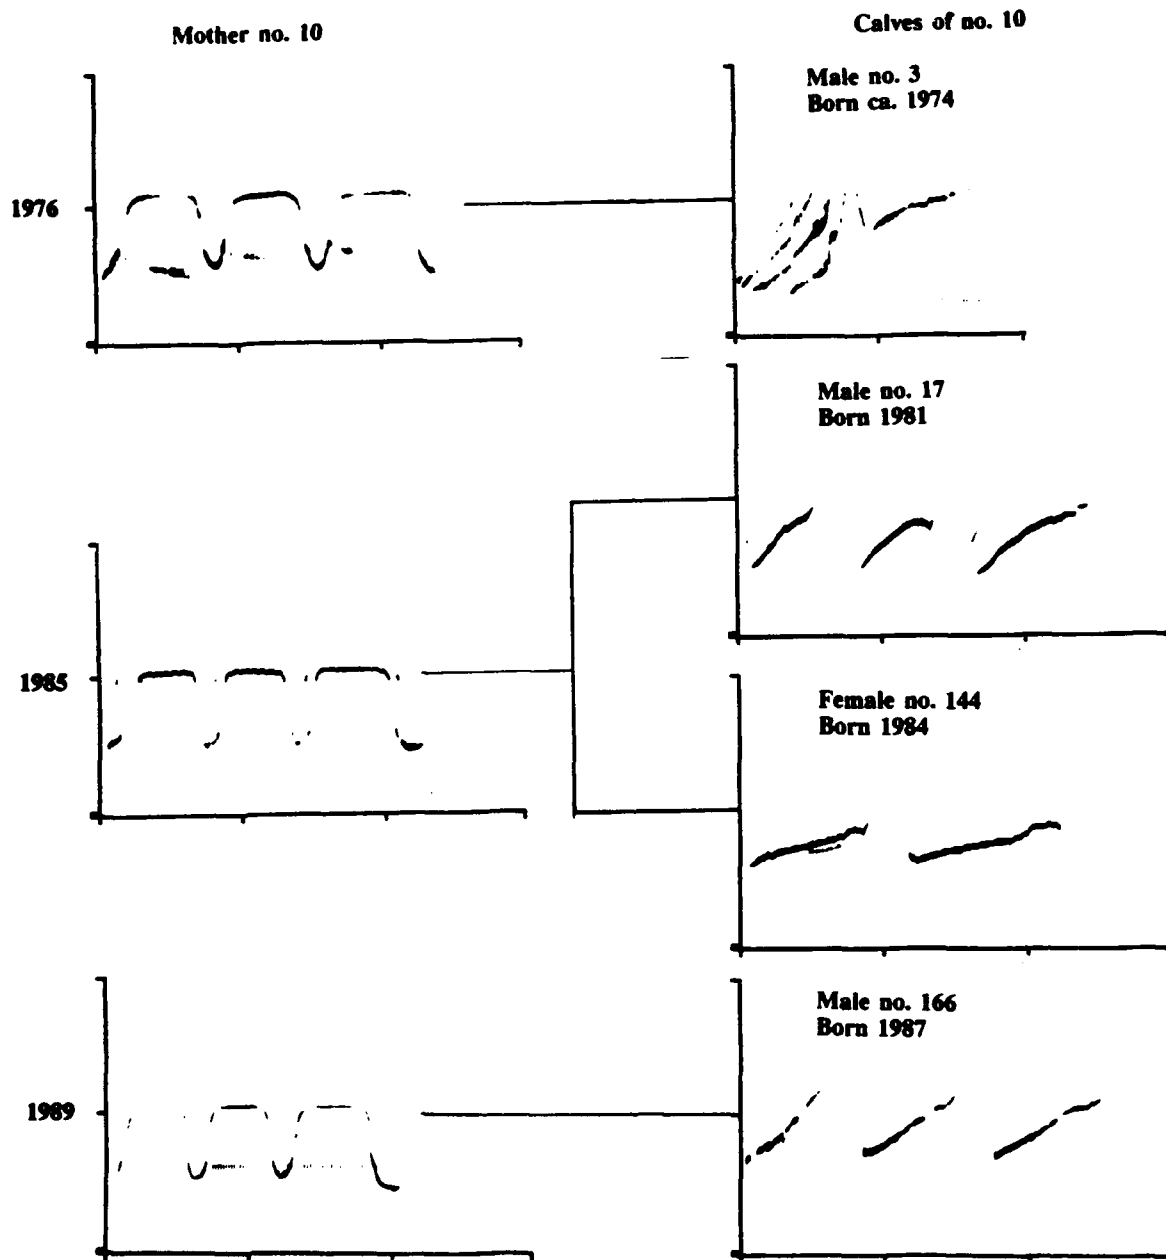 Mother no. 10
Calves of no. 10
Male no. 3
Born ca. 1974
1976
Male no. 17
Born 1981
1985
Female no. 144
Born 1984
Male no. 166
Born 1987
1989